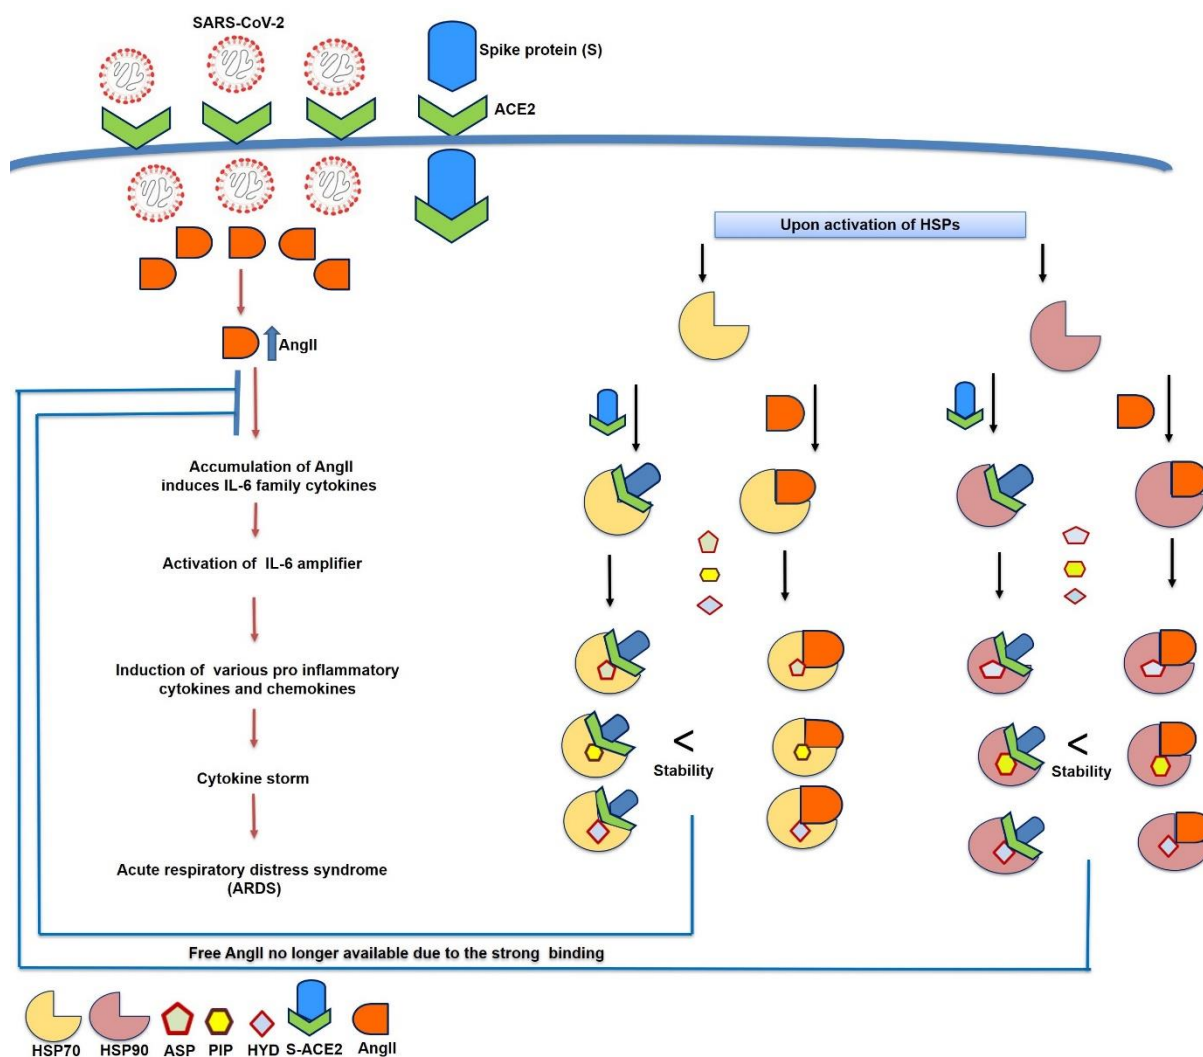 SARS-CoV-2
Spike protein (S)
ACE2
Upon activation of HSPs
AngII
Accumulation of AngII
induces IL-6 family cytokines
Activation of IL-6 amplifier
Induction of various pro inflammatory
cytokines and chemokines
Cytokine storm
Acute respiratory distress syndrome
(ARDS)
<
Stability
<
Stability
Free AngII no longer available due to the strong binding
HSP70 HSP90 ASP PIP HYD S-ACE2 AngII